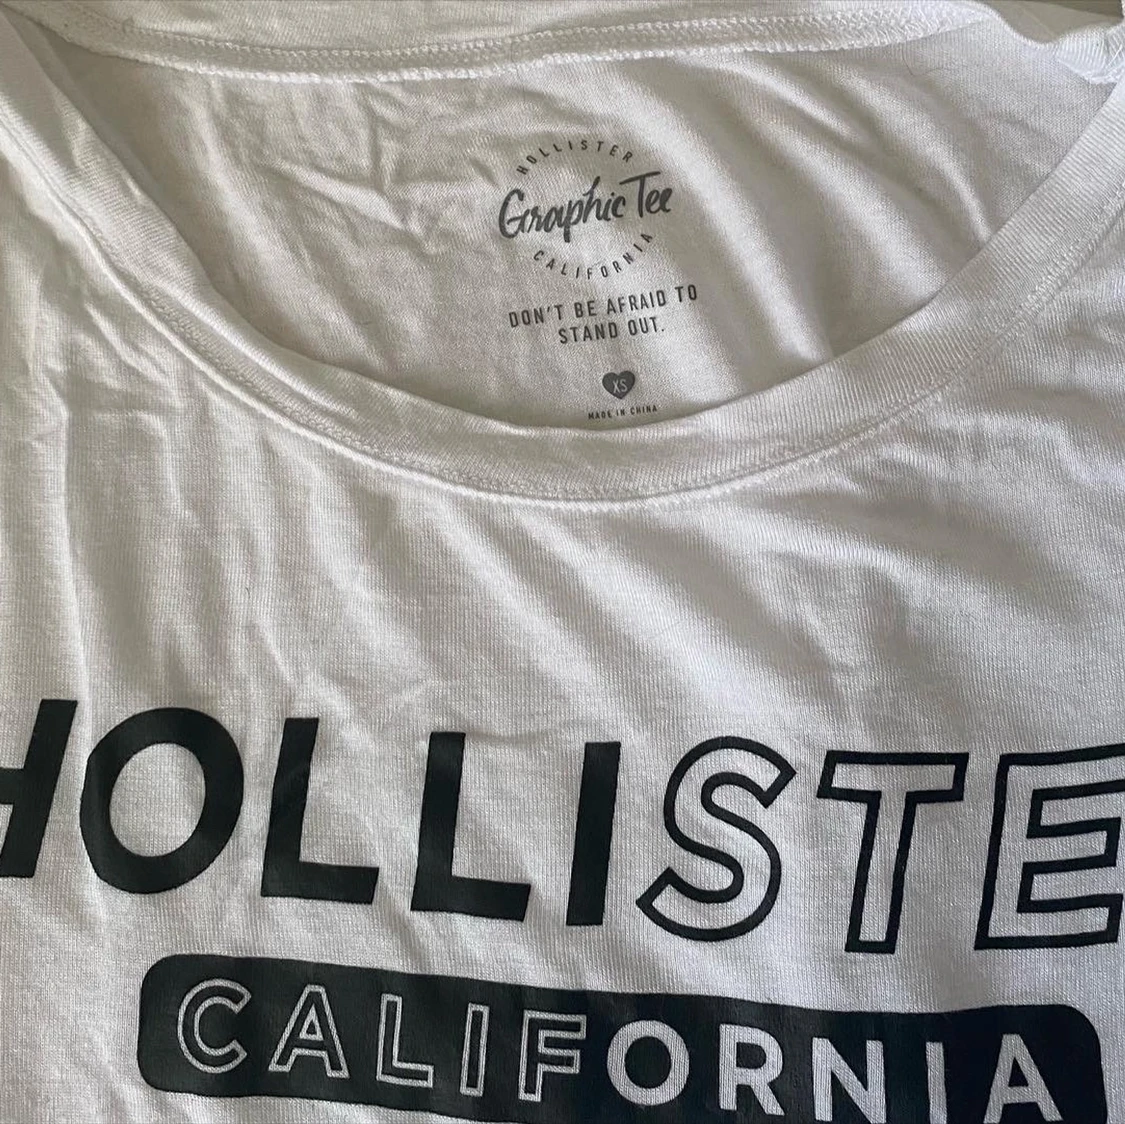 HOLLISTER
Graphic Tee
CALIFORNIA
DON'T BE AFRAID TO
STAND OUT.
XS
MADE IN CHINA
HOLLISTE
CALIFORNIA